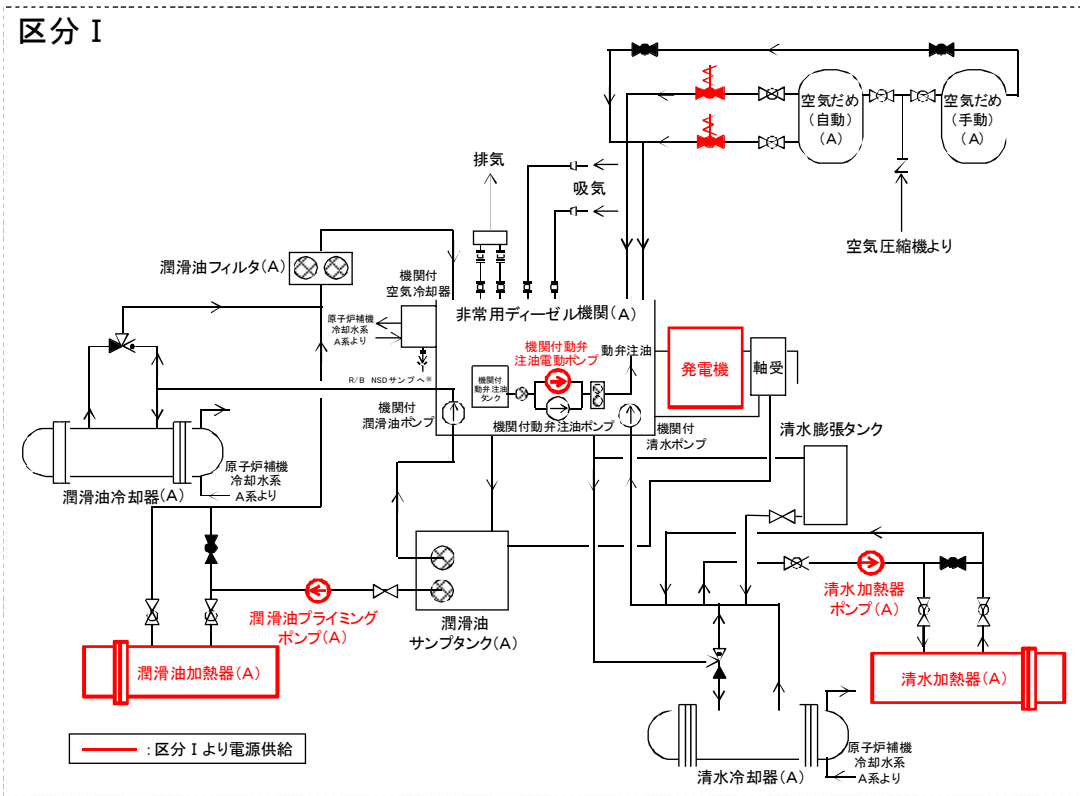 区分Ⅰ
空気だめ
（自動）
（A）
空気だめ
（手動）
（A）
排気
吸気
空気圧縮機より
潤滑油フィルタ（A）
機関付
空気冷却器
原子炉補機
冷却水系
A系より
非常用ディーゼル機関（A）
機関付動弁
注油電動ポンプ
動弁注油
発電機
軸受
機関付
動弁注油
タンク
R/B NSDサンプへ※
機関付
潤滑油ポンプ
機関付動弁注油ポンプ
機関付
清水ポンプ
清水膨張タンク
原子炉補機
冷却水系
A系より
潤滑油冷却器（A）
潤滑油プライミング
ポンプ（A）
潤滑油
サンプタンク（A）
清水加熱器
ポンプ（A）
潤滑油加熱器（A）
清水加熱器（A）
：区分Ⅰより電源供給
清水冷却器（A）
原子炉補機
冷却水系
A系より